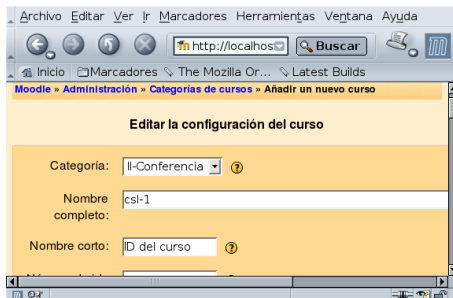 Archivo Editar Ver Ir Marcadores Herramientas Ventana Ayuda
http://localhos Buscar
Inicio Marcadores The Mozilla Or... Latest Builds
Moodle » Administración » Categorías de cursos » Añadir un nuevo curso
Editar la configuración del curso
Categoría: II-Conferencia
Nombre completo: csl-1
Nombre corto: ID del curso